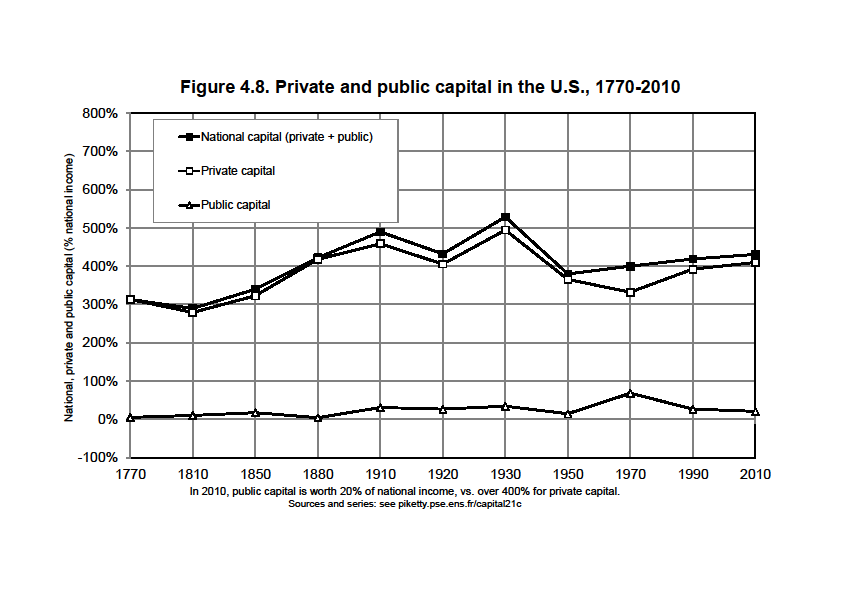 Figure 4.8. Private and public capital in the U.S., 1770-2010
National, private and public capital (% national income)
800%
700%
600%
500%
400%
300%
200%
100%
0%
-100%
National capital (private + public)
Private capital
Public capital
1770 1810 1850 1880 1910 1920 1930 1950 1970 1990 2010
In 2010, public capital is worth 20% of national income, vs. over 400% for private capital.
Sources and series: see piketty.pse.ens.fr/capital21c